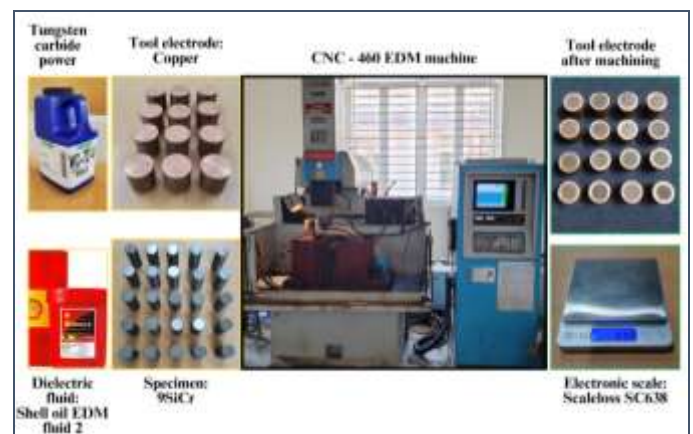 Tungsten
carbide
power
Tool electrode:
Copper
CNC - 460 EDM machine
Tool electrode
after machining
Dielectric
fluid:
Shell oil EDM
fluid 2
Specimen:
9SiCr
Electronic scale:
Scaleloss SC638